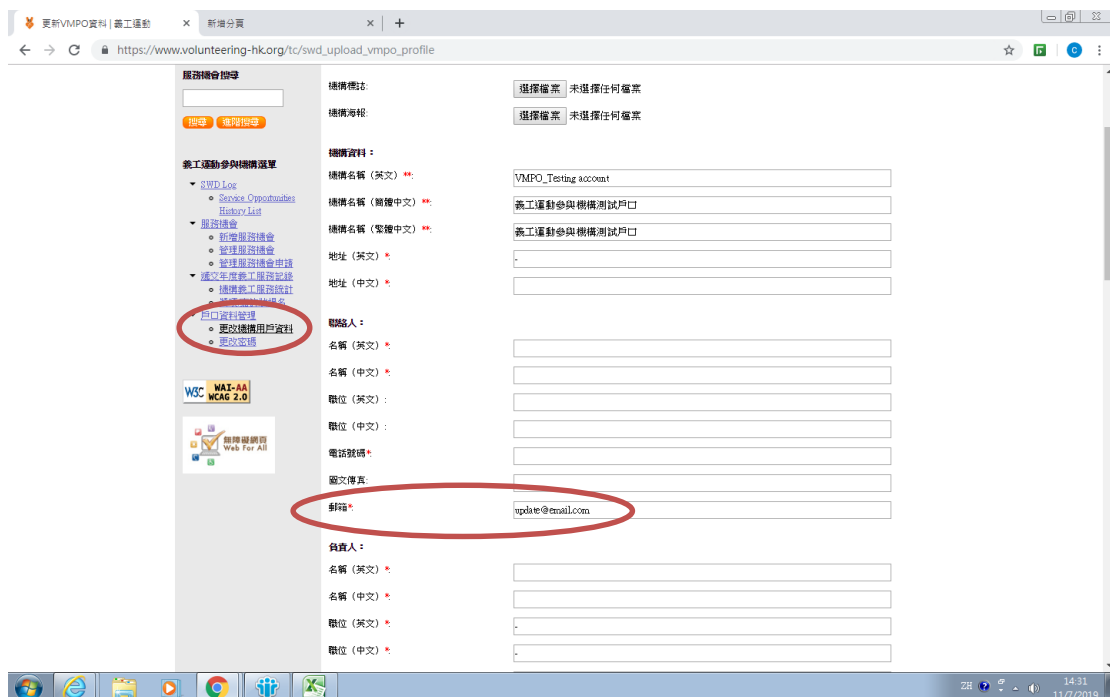 更新VMPO資料 | 義工運動
新增分頁
https://www.volunteering-hk.org/tc/swd_upload_vmpo_profile
C
服務機會搜尋
搜尋 進階搜尋
義工運動參與機構選單
SWD Log
Service Opportunities
History List
服務機會
新增服務機會
管理服務機會
管理服務機會申請
遞交年度義工服務記錄
機構義工服務統計
戶口資料管理
更改機構用戶資料
更改密碼
W3C WAI-AA
WCAG 2.0
無障礙網頁
Web For All
機構標誌:
選擇檔案 未選擇任何檔案
機構海報:
選擇檔案 未選擇任何檔案
機構資料：
機構名稱（英文）**:
VMPO_Testing account
機構名稱（簡體中文）**:
義工運動參與機構測試戶口
機構名稱（繁體中文）**:
義工運動參與機構測試戶口
地址（英文）*:
-
地址（中文）*:
聯絡人：
名稱（英文）*:
名稱（中文）*:
職位（英文）:
職位（中文）:
電話號碼*:
圖文傳真:
郵箱*:
update@email.com
負責人：
名稱（英文）*:
名稱（中文）*:
職位（英文）*:
-
職位（中文）*:
-
ZH
14:31
11/7/2019